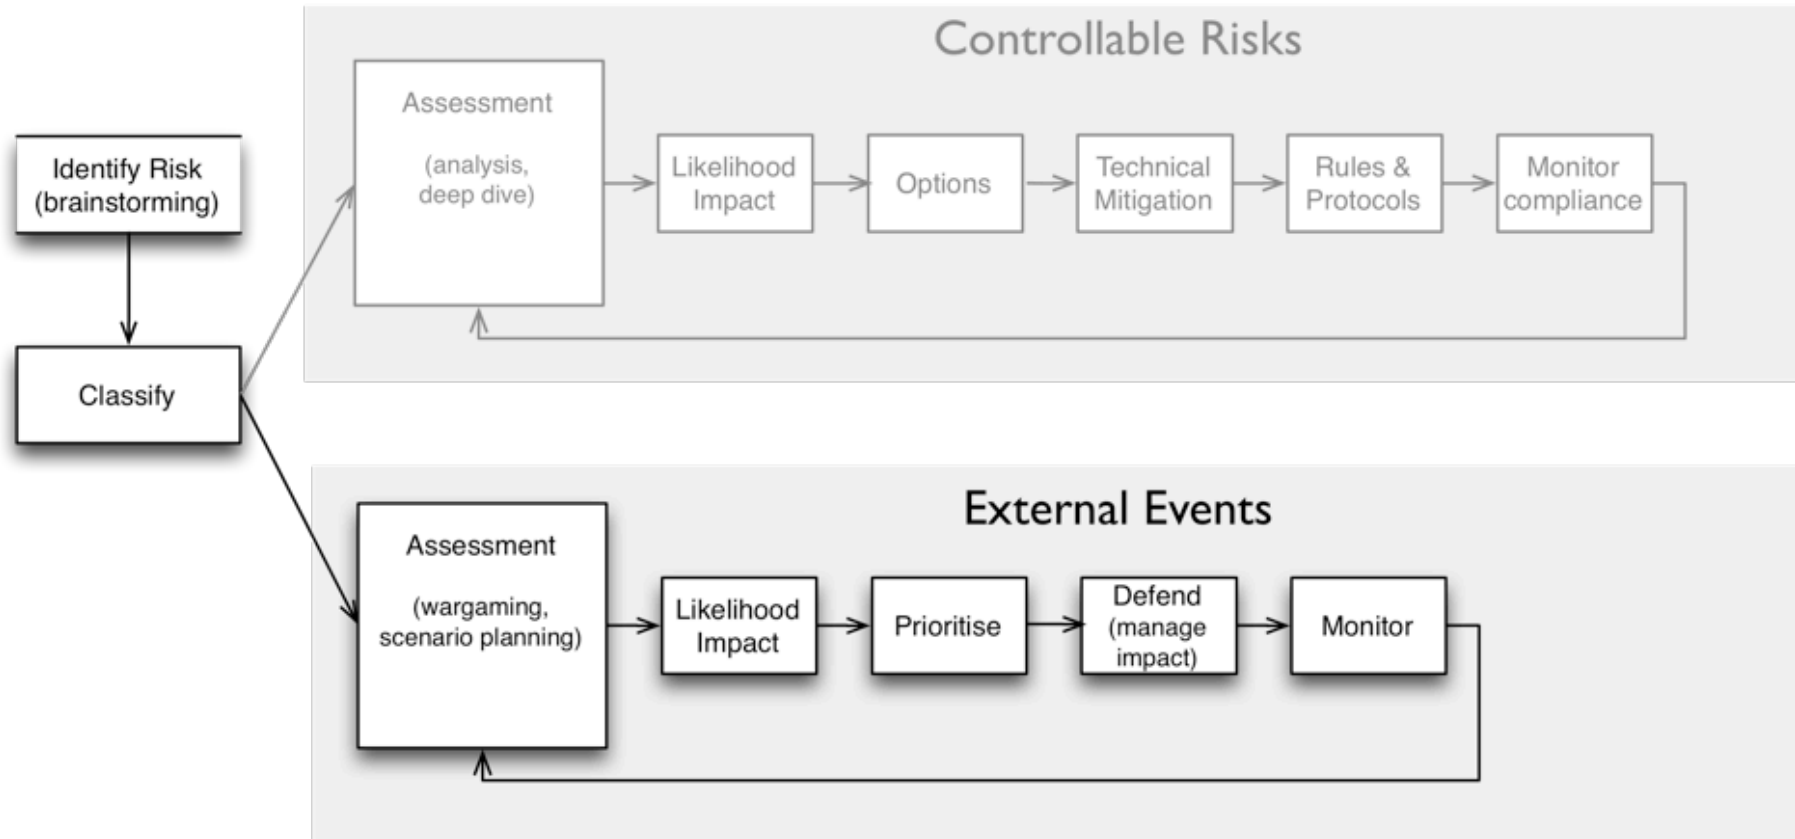 Controllable Risks
Identify Risk
(brainstorming)
Classify
Assessment
(analysis,
deep dive)
Likelihood
Impact
Options
Technical
Mitigation
Rules &
Protocols
Monitor
compliance
External Events
Assessment
(wargaming,
scenario planning)
Likelihood
Impact
Prioritise
Defend
(manage
impact)
Monitor